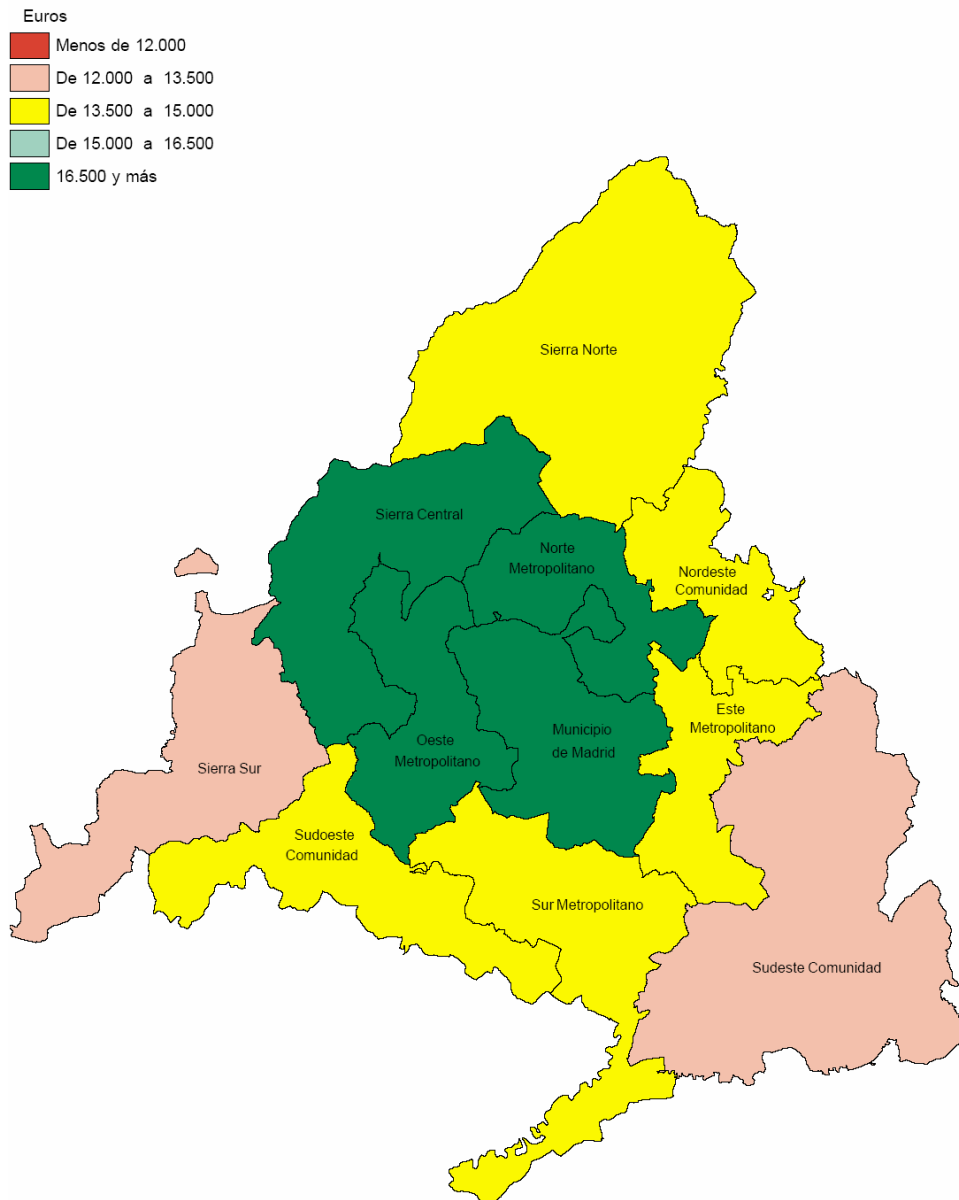 Euros
Menos de 12.000
De 12.000 a 13.500
De 13.500 a 15.000
De 15.000 a 16.500
16.500 y más
Sierra Norte
Sierra Central
Norte
Metropolitano
Nordeste
Comunidad
Este
Metropolitano
Oeste
Metropolitano
Municipio
de Madrid
Sierra Sur
Sudoeste
Comunidad
Sur Metropolitano
Sudeste Comunidad